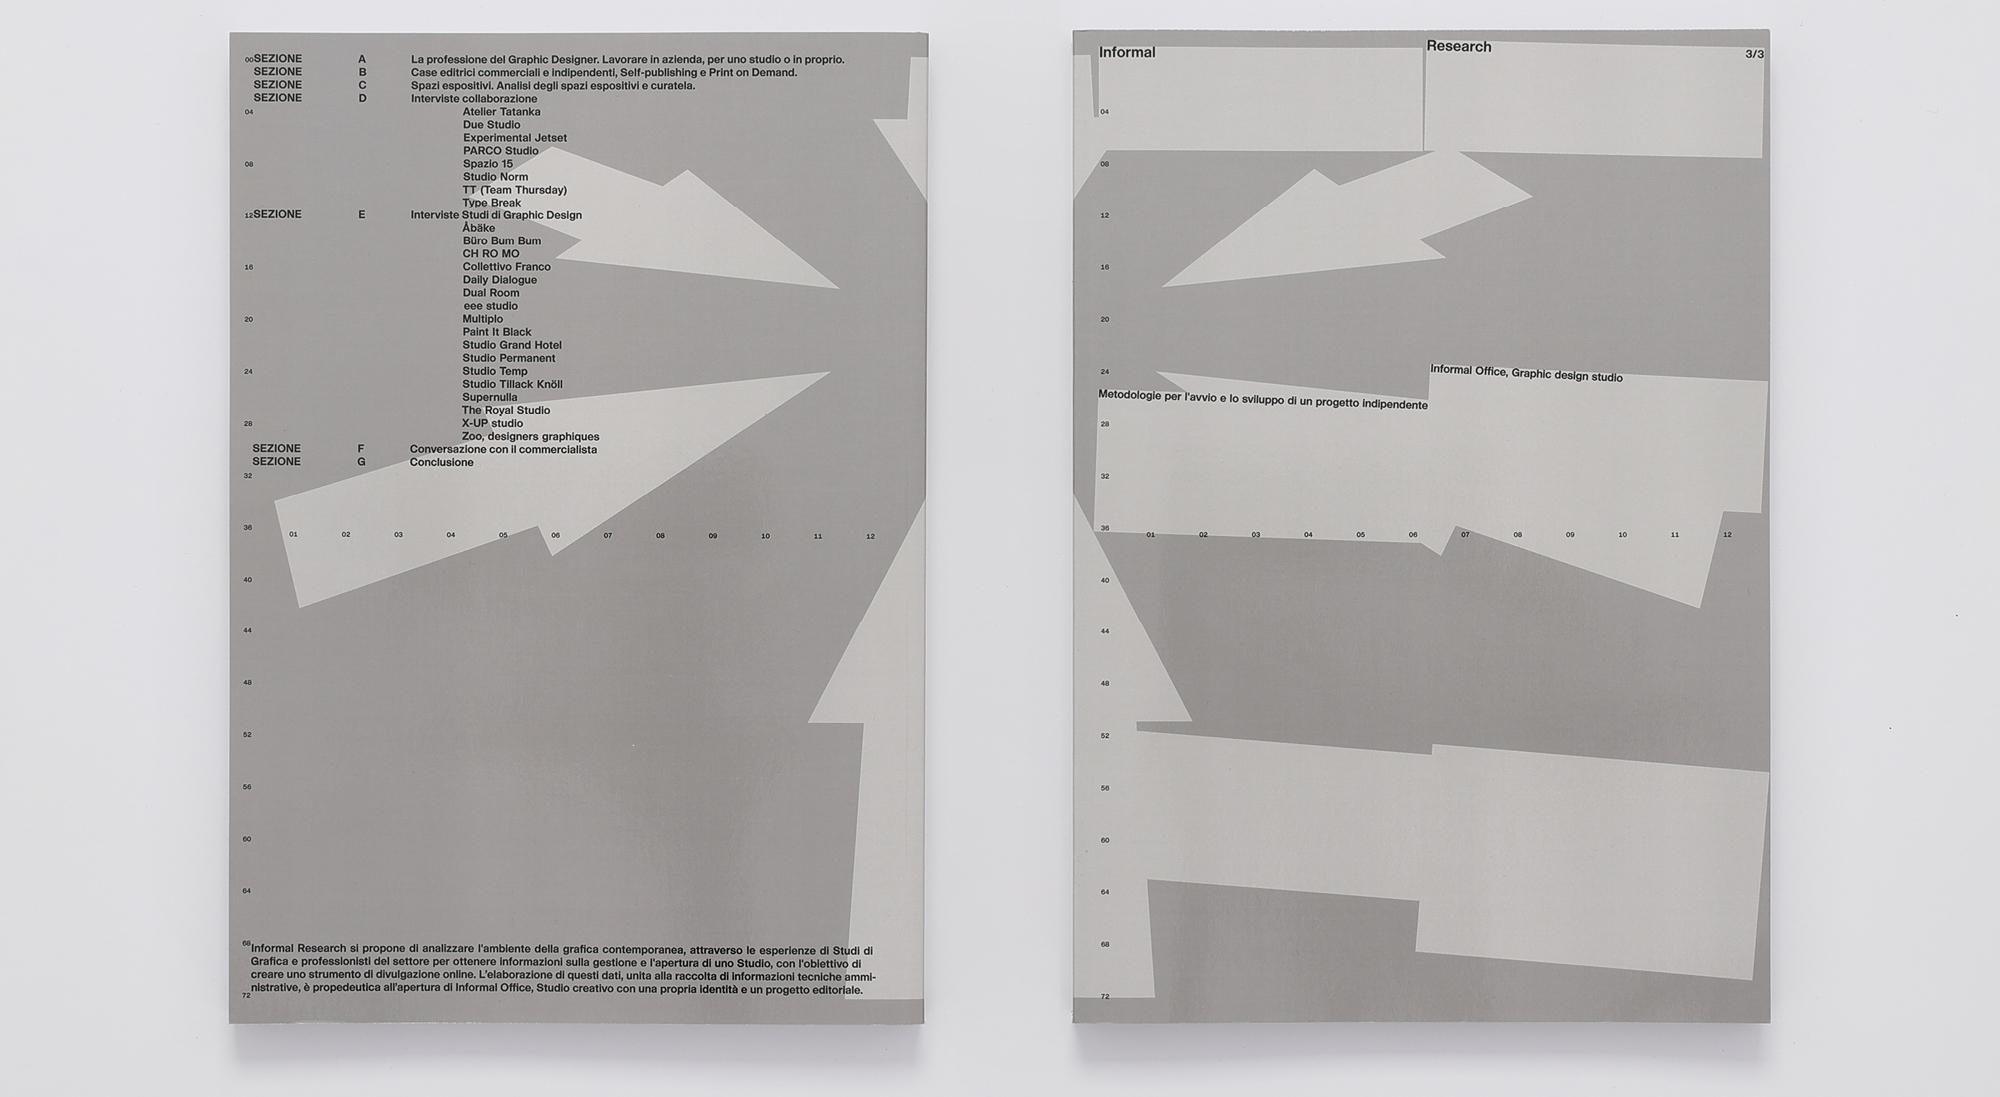 00 SEZIONE A La professione del Graphic Designer. Lavorare in azienda, per uno studio o in proprio.
SEZIONE B Case editrici commerciali e indipendenti, Self-publishing e Print on Demand.
SEZIONE C Spazi espositivi. Analisi degli spazi espositivi e curatela.
SEZIONE D Interviste collaborazione
04 Atelier Tatanka
Due Studio
Experimental Jetset
PARCO Studio
08 Spazio 15
Studio Norm
TT (Team Thursday)
Type Break
12 SEZIONE E Interviste Studi di Graphic Design
Åbäke
Büro Bum Bum
CH RO MO
16 Collettivo Franco
Daily Dialogue
Dual Room
eee studio
20 Multiplo
Paint It Black
Studio Grand Hotel
Studio Permanent
24 Studio Temp
Studio Tillack Knöll
Supernulla
The Royal Studio
28 X-UP studio
Zoo, designers graphiques
SEZIONE F Conversazione con il commercialista
SEZIONE G Conclusione
32
36
01 02 03 04 05 06 07 08 09 10 11 12
40
44
48
52
56
60
64
68
Informal Research si propone di analizzare l'ambiente della grafica contemporanea, attraverso le esperienze di Studi di
Grafica e professionisti del settore per ottenere informazioni sulla gestione e l'apertura di uno Studio, con l'obiettivo di
creare uno strumento di divulgazione online. L'elaborazione di questi dati, unita alla raccolta di informazioni tecniche ammi-
nistrative, è propedeutica all'apertura di Informal Office, Studio creativo con una propria identità e un progetto editoriale.
72
Informal Research 3/3
04
08
12
16
20
24
Informal Office, Graphic design studio
Metodologie per l'avvio e lo sviluppo di un progetto indipendente
28
32
36
01 02 03 04 05 06 07 08 09 10 11 12
40
44
48
52
56
60
64
68
72